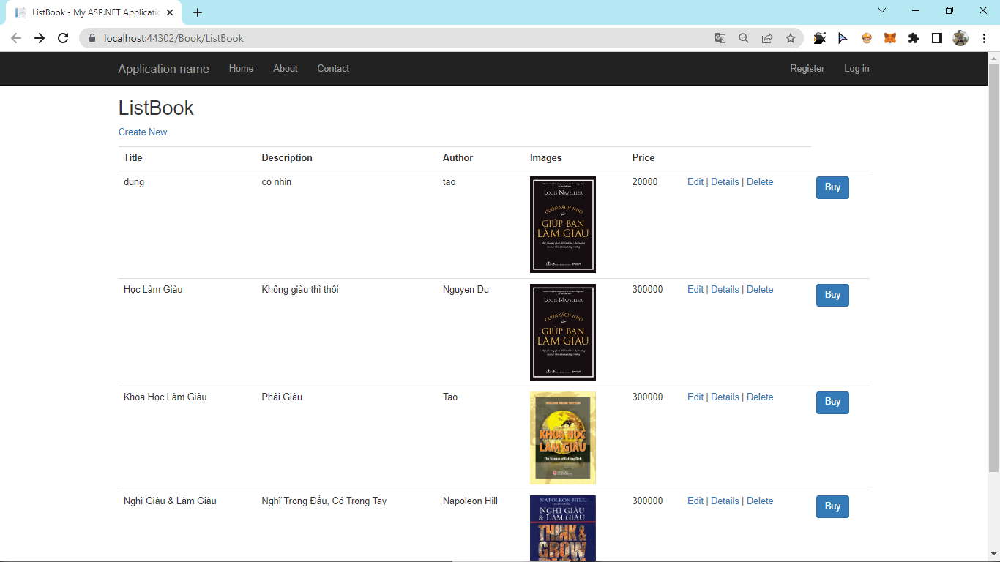 ListBook - My ASP.NET Applicatio
localhost:44302/Book/ListBook
Application name Home About Contact Register Log in
ListBook
Create New
Title Description Author Images Price
dung co nhin tao 20000 Edit | Details | Delete Buy
LOUIS NAVELLIER
CUỐN SÁCH NHỎ
GIÚP BẠN
LÀM GIÀU
Học Làm Giàu Không giàu thì thôi Nguyen Du 300000 Edit | Details | Delete Buy
LOUIS NAVELLIER
CUỐN SÁCH NHỎ
GIÚP BẠN
LÀM GIÀU
Khoa Học Làm Giàu Phải Giàu Tao 300000 Edit | Details | Delete Buy
KHOA HỌC
LÀM GIÀU
The Science of Getting Rich
Nghĩ Giàu & Làm Giàu Nghĩ Trong Đầu, Có Trong Tay Napoleon Hill 300000 Edit | Details | Delete Buy
NAPOLEON HILL
NGHĨ GIÀU
& LÀM GIÀU
THINK &
GROW